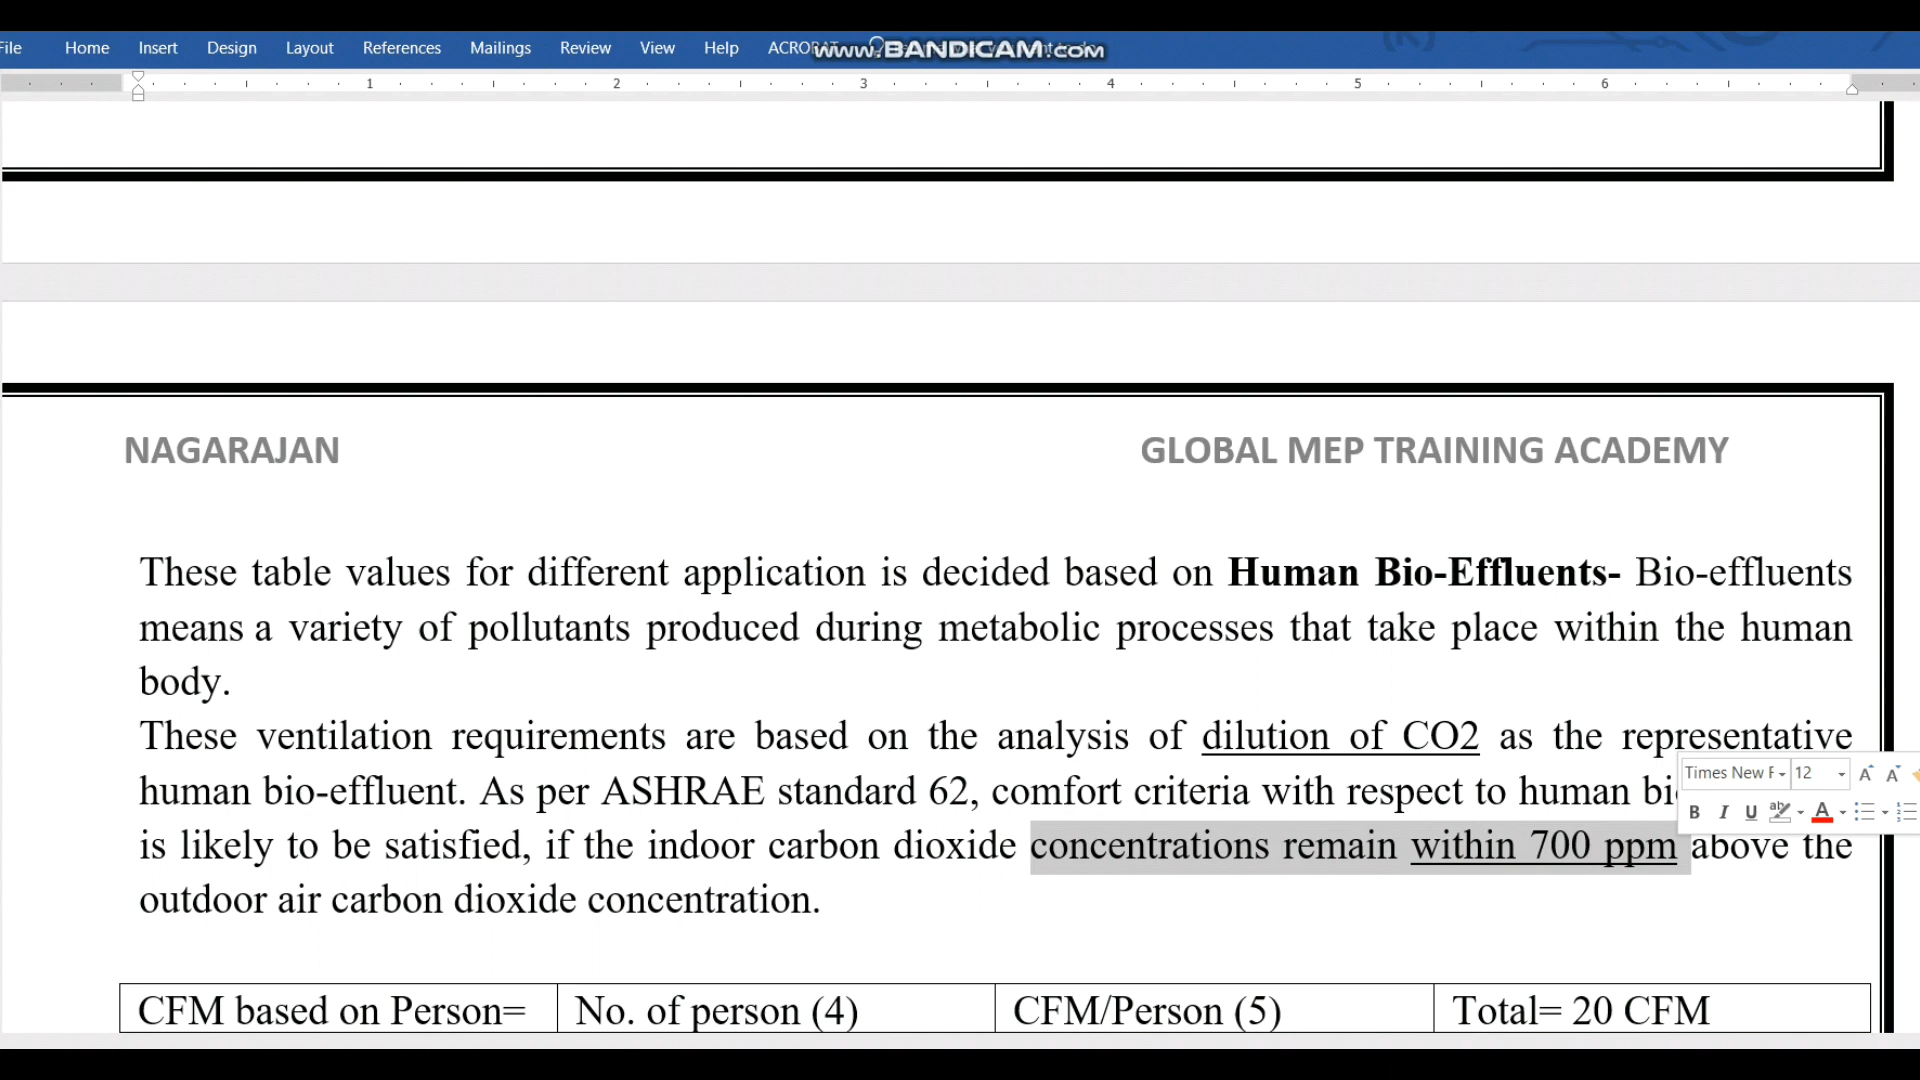 File Home Insert Design Layout References Mailings Review View Help www.BANDICAM.com
1 2 3 4 5 6
NAGARAJAN GLOBAL MEP TRAINING ACADEMY
These table values for different application is decided based on Human Bio-Effluents- Bio-effluents
means a variety of pollutants produced during metabolic processes that take place within the human
body.
These ventilation requirements are based on the analysis of dilution of CO2 as the representative
Times New 12
human bio-effluent. As per ASHRAE standard 62, comfort criteria with respect to human
B I U
is likely to be satisfied, if the indoor carbon dioxide concentrations remain within 700 ppm above the
outdoor air carbon dioxide concentration.
CFM based on Person= No. of person (4) CFM/Person (5) Total= 20 CFM